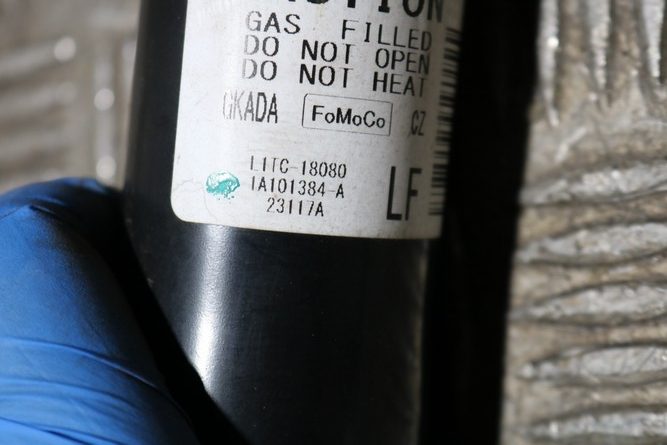 GAS FILLED
DO NOT OPEN
DO NOT HEAT
GKADA FoMoCo CZ
L1TC-18080
1A101384-A
23117A
LF